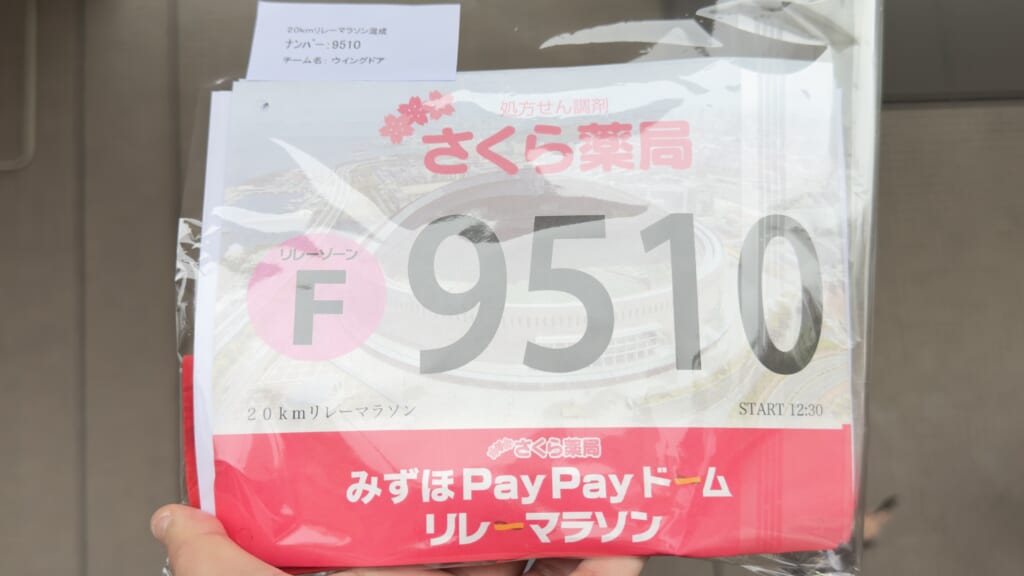 20kmリレーマラソン混成
ナンバー:9510
チーム名: ウイングドア
処方せん調剤
さくら薬局
リレーゾーン
F
9510
20kmリレーマラソン
START 12:30
さくら薬局
みずほPayPayドーム
リレーマラソン